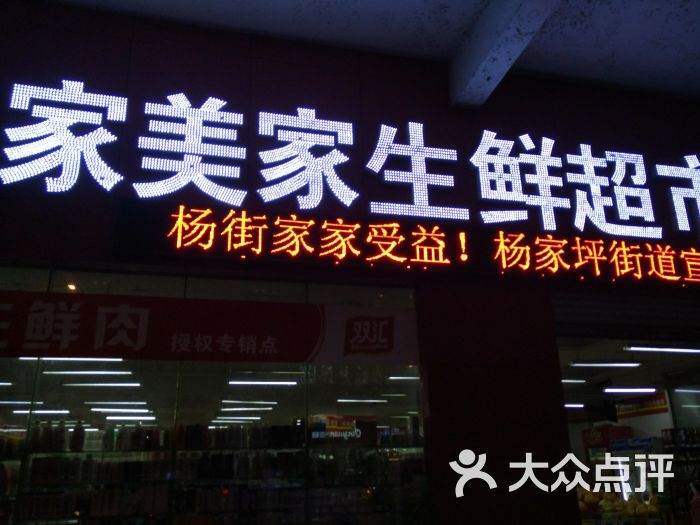 家美家生鲜超市
杨街家家受益！杨家坪街道宣
鲜肉 授权专销点 双汇
大众点评